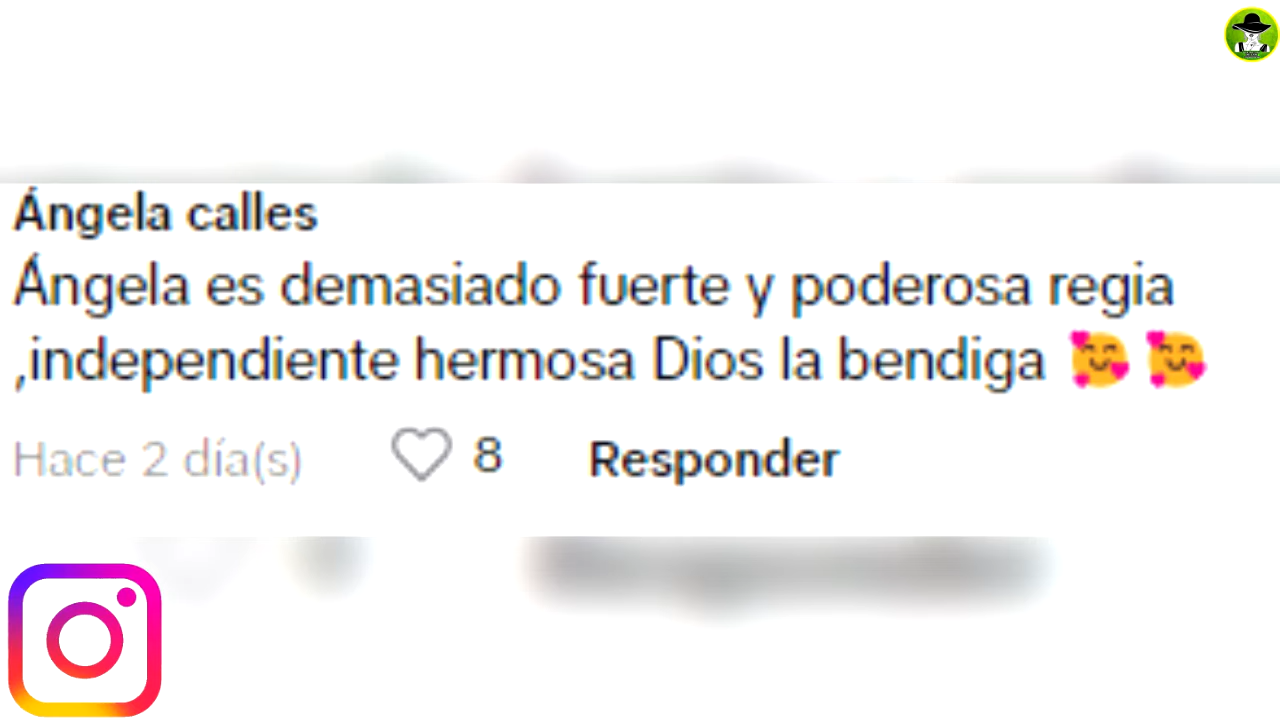 Ángela calles
Ángela es demasiado fuerte y poderosa regia
,independiente hermosa Dios la bendiga 🥰 🥰
Hace 2 día(s) 8 Responder